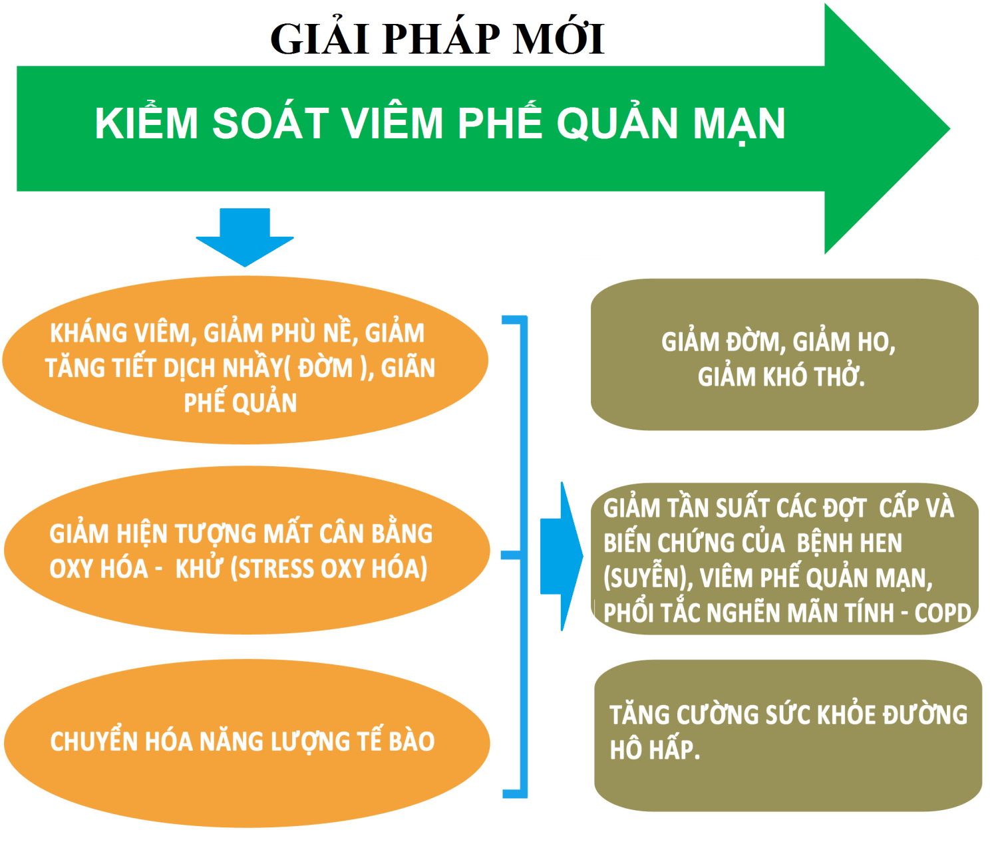 GIẢI PHÁP MỚI
KIỂM SOÁT VIÊM PHẾ QUẢN MẠN
KHÁNG VIÊM, GIẢM PHÙ NỀ, GIẢM
TĂNG TIẾT DỊCH NHẦY( ĐỜM ), GIÃN
PHẾ QUẢN
GIẢM HIỆN TƯỢNG MẤT CÂN BẰNG
OXY HÓA - KHỬ (STRESS OXY HÓA)
CHUYỂN HÓA NĂNG LƯỢNG TẾ BÀO
GIẢM ĐỜM, GIẢM HO,
GIẢM KHÓ THỞ.
GIẢM TẦN SUẤT CÁC ĐỢT CẤP VÀ
BIẾN CHỨNG CỦA BỆNH HEN
(SUYỄN), VIÊM PHẾ QUẢN MẠN,
PHỔI TẮC NGHẼN MÃN TÍNH - COPD
TĂNG CƯỜNG SỨC KHỎE ĐƯỜNG
HÔ HẤP.